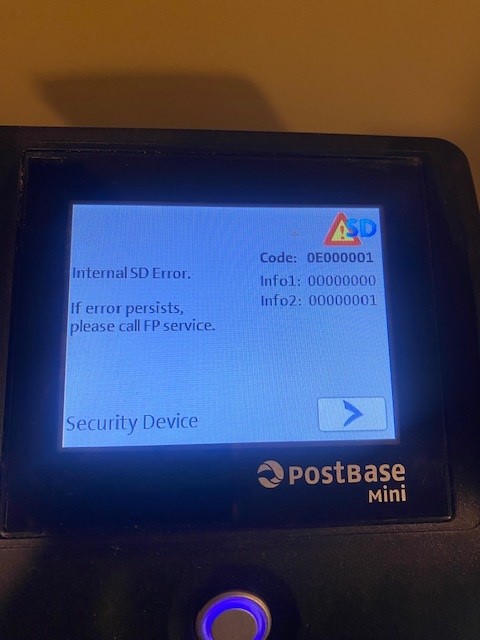 SD
Code: 0E000001
Internal SD Error.
Info1: 00000000
Info2: 00000001
If error persists,
please call FP service.
Security Device
POSTBASE
Mini